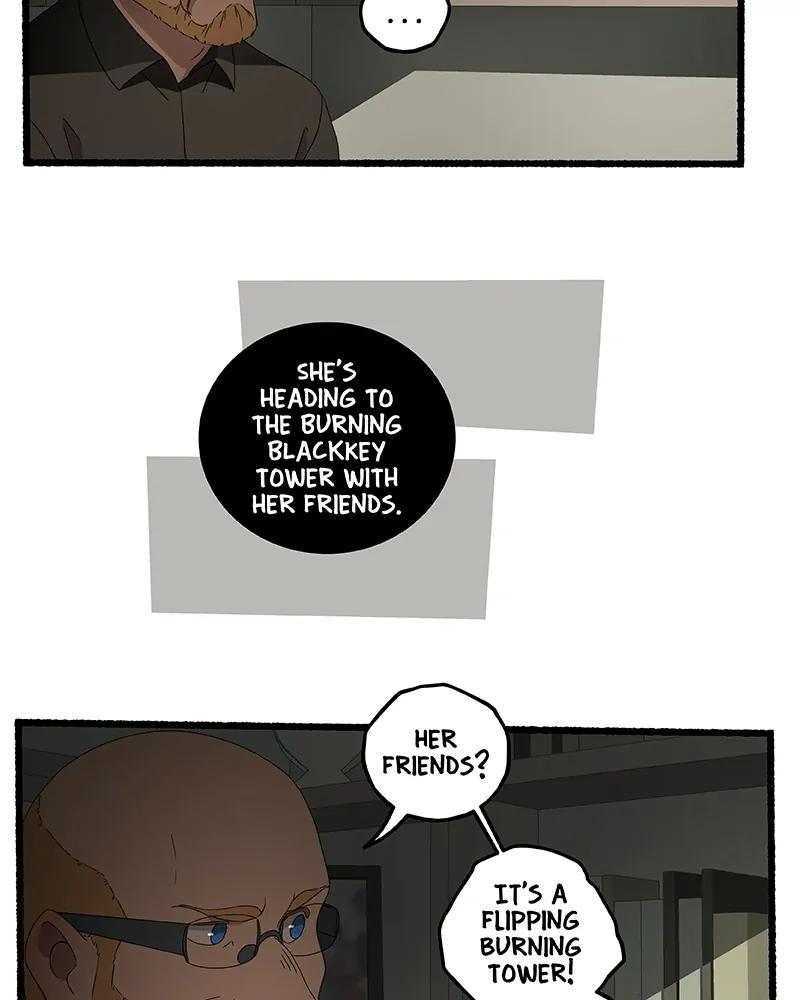 ...
SHE'S
HEADING TO
THE BURNING
BLACKKEY
TOWER WITH
HER FRIENDS.
HER
FRIENDS?
IT'S A
FLIPPING
BURNING
TOWER!